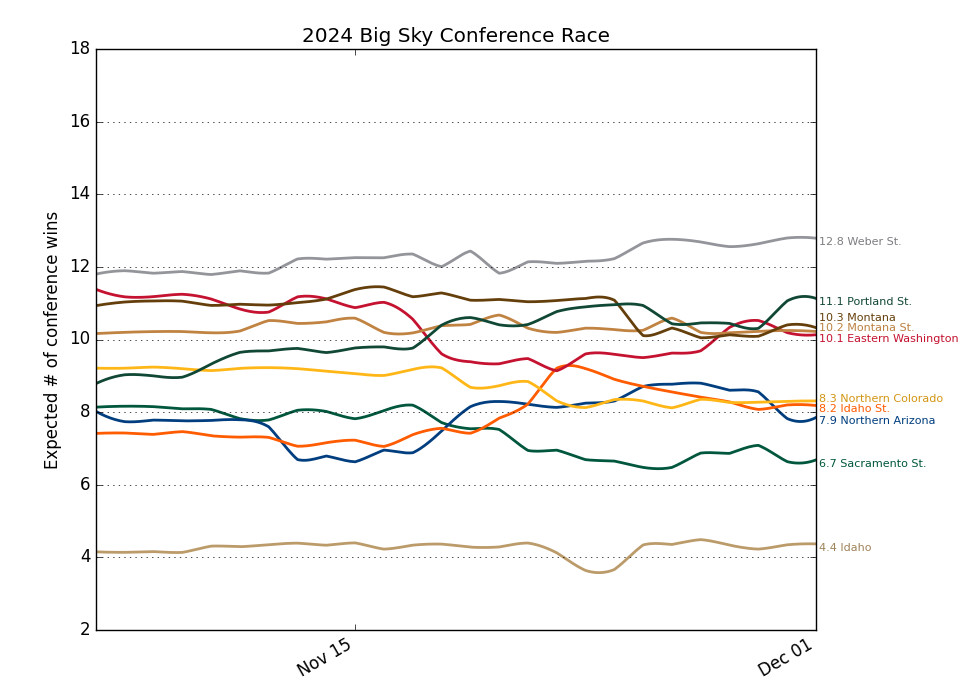 2024 Big Sky Conference Race
Expected # of conference wins
18
16
14
12
10
8
6
4
2
Nov 15
Dec 01
12.8 Weber St.
11.1 Portland St.
10.3 Montana
10.2 Montana St.
10.1 Eastern Washington
8.3 Northern Colorado
8.2 Idaho St.
7.9 Northern Arizona
6.7 Sacramento St.
4.4 Idaho